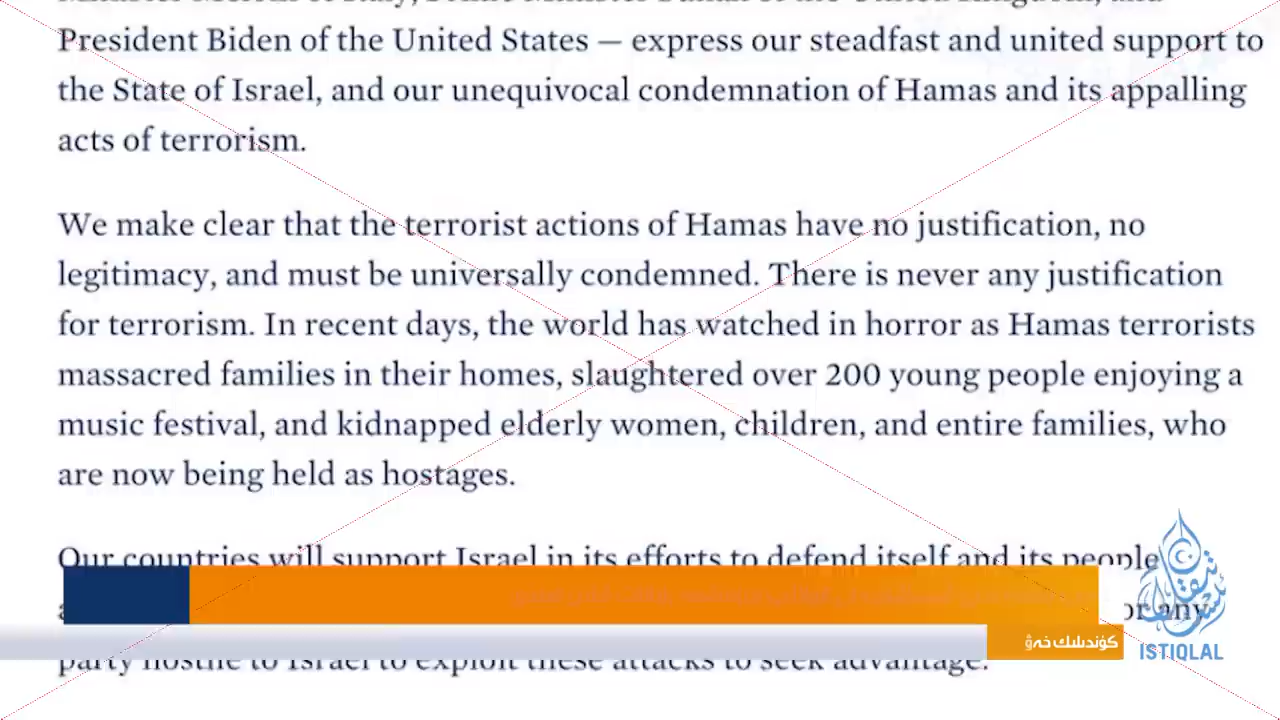 President Biden of the United States — express our steadfast and united support to
the State of Israel, and our unequivocal condemnation of Hamas and its appalling
acts of terrorism.
We make clear that the terrorist actions of Hamas have no justification, no
legitimacy, and must be universally condemned. There is never any justification
for terrorism. In recent days, the world has watched in horror as Hamas terrorists
massacred families in their homes, slaughtered over 200 young people enjoying a
music festival, and kidnapped elderly women, children, and entire families, who
are now being held as hostages.
Our countries will support Israel in its efforts to defend itself and its people
or any
كۈندىلىك خەۋ
party hostile to Israel to exploit these attacks to seek advantage.
ISTIQLAL